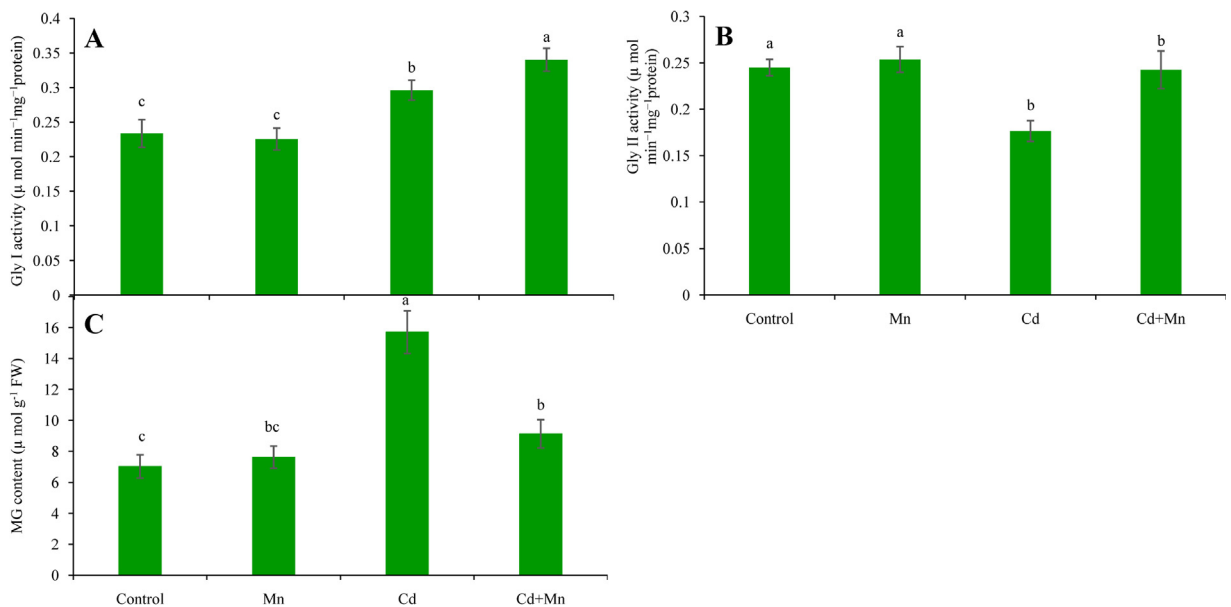 A
Gly I activity (µ mol min⁻¹mg⁻¹protein)
0.4
0.35
0.3
0.25
0.2
0.15
0.1
0.05
0
c
c
b
a
B
Gly II activity (µ mol
min⁻¹mg⁻¹protein)
0.3
0.25
0.2
0.15
0.1
0.05
0
a
a
b
b
Control
Mn
Cd
Cd+Mn
C
MG content (µ mol g⁻¹ FW)
16
14
12
10
8
6
4
2
0
c
bc
a
b
Control
Mn
Cd
Cd+Mn